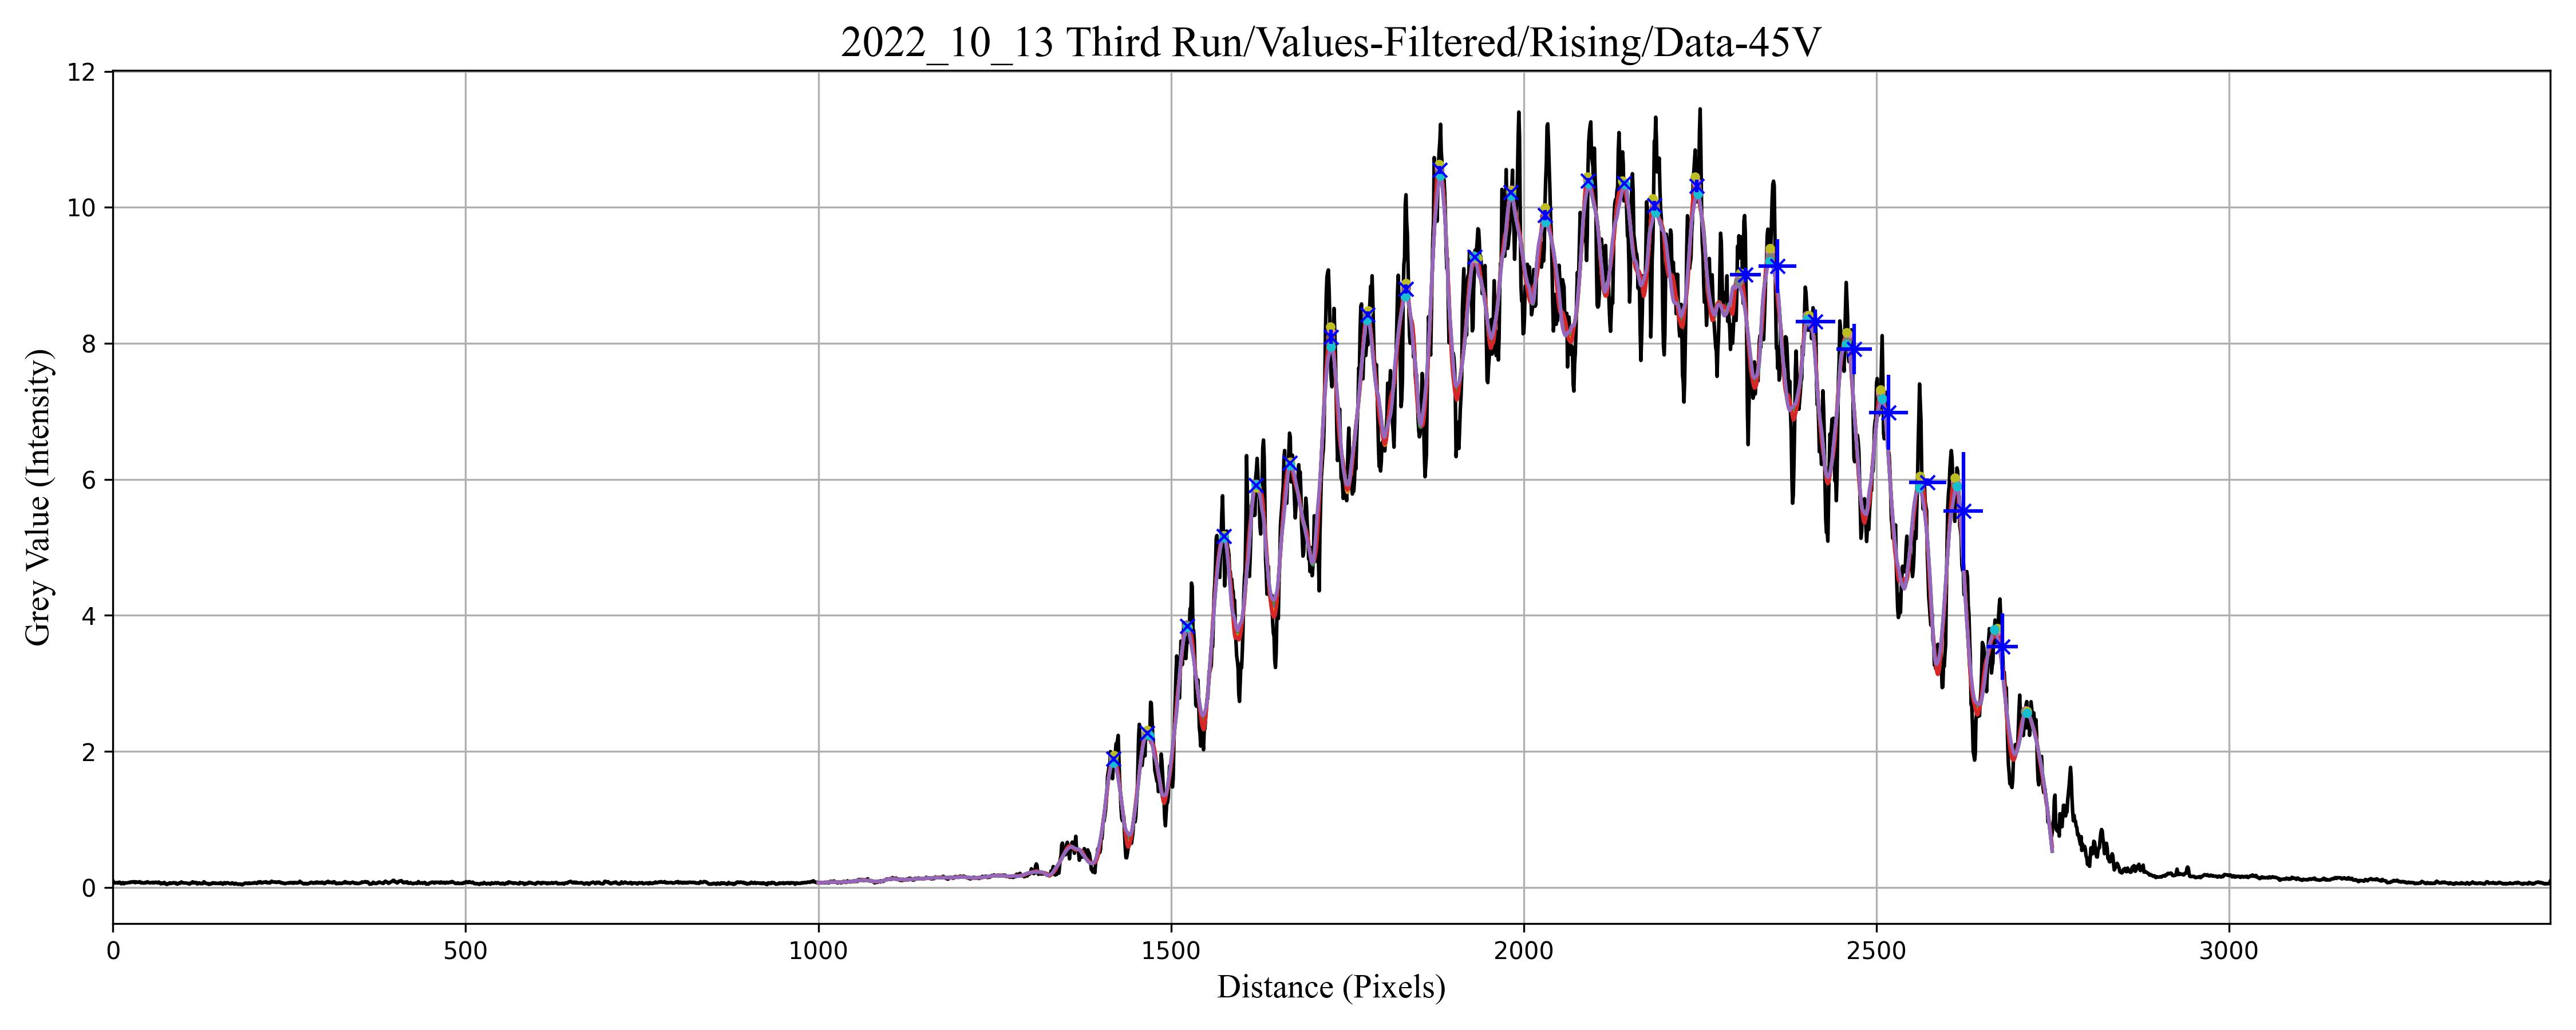 2022_10_13 Third Run/Values-Filtered/Rising/Data-45V
12
10
8
6
4
2
0
Grey Value (Intensity)
0 500 1000 1500 2000 2500 3000
Distance (Pixels)